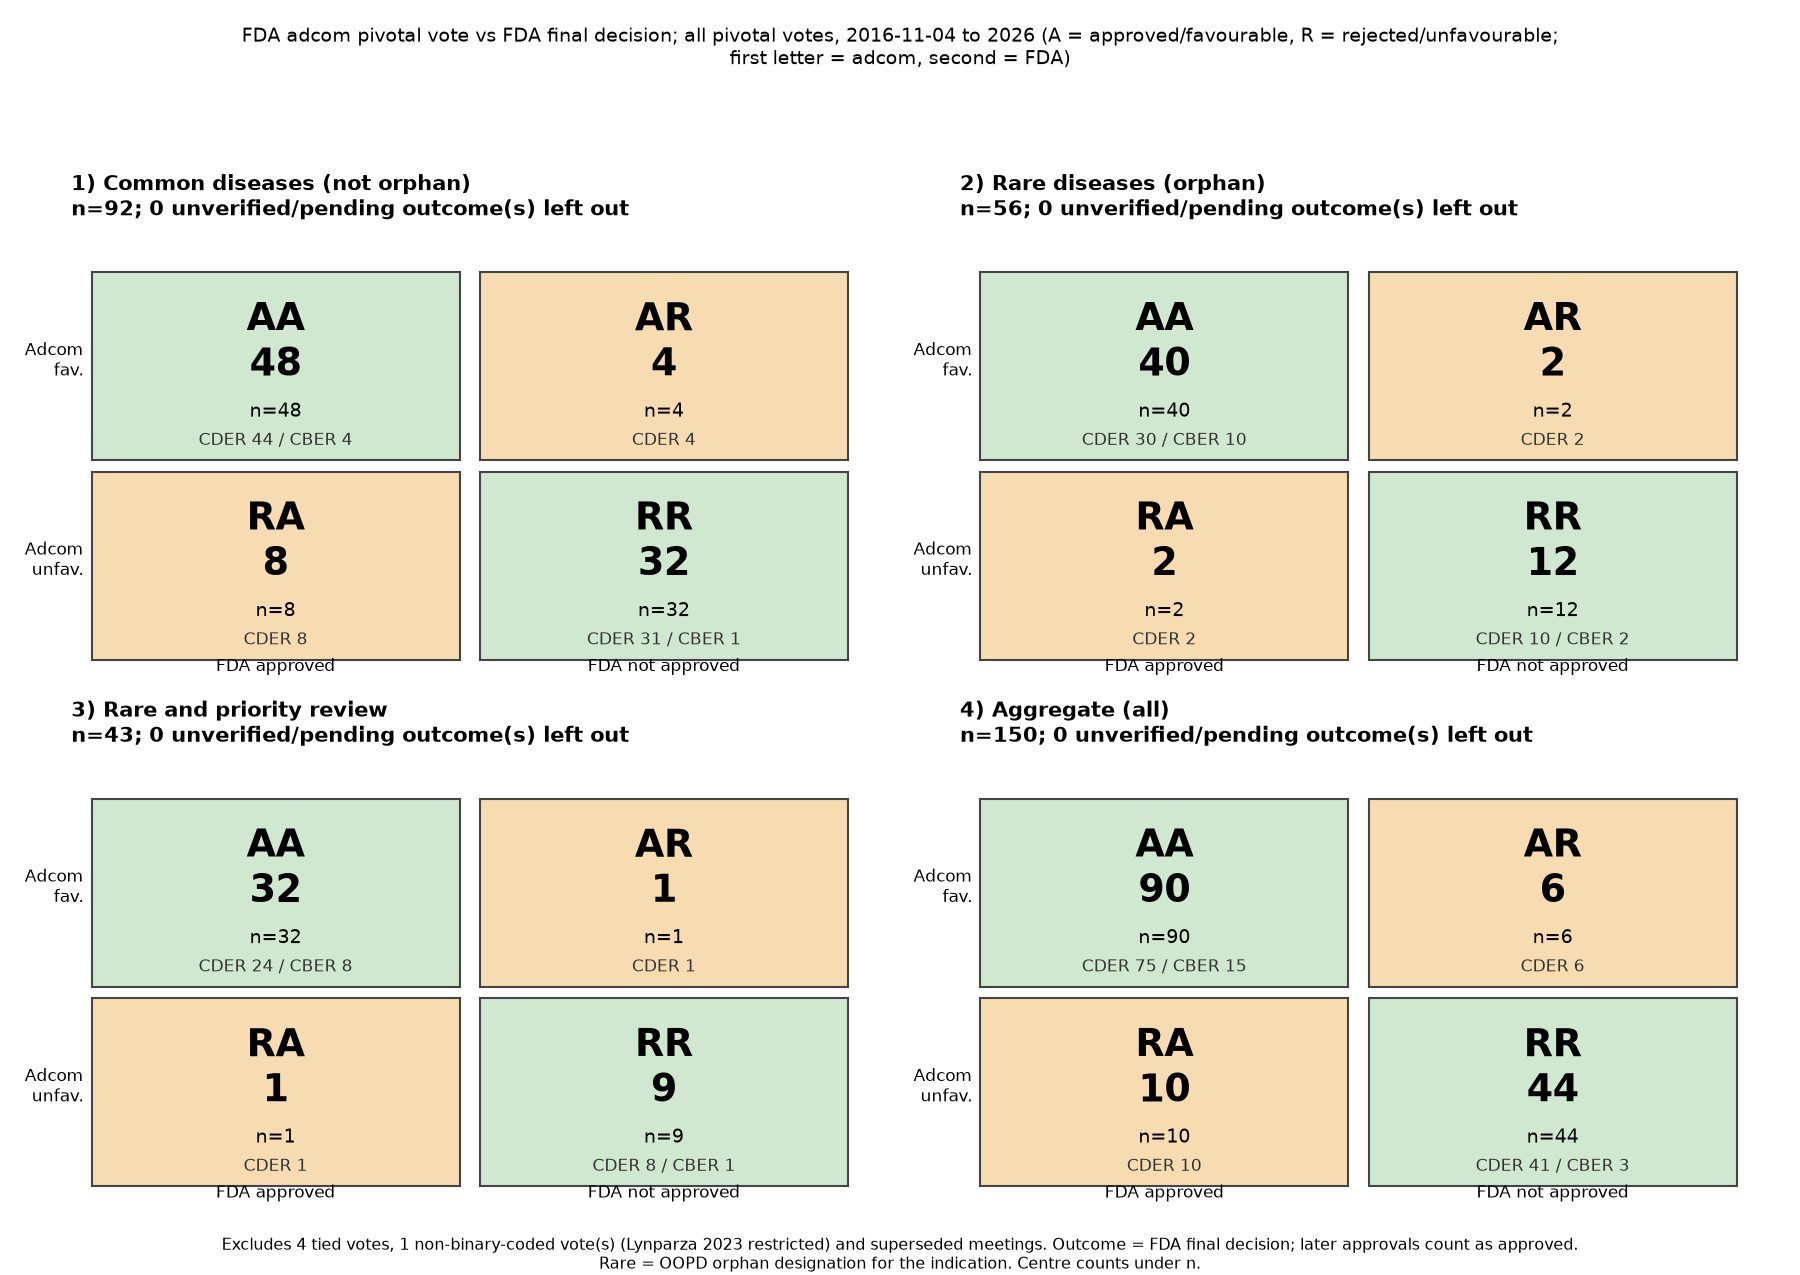 FDA adcom pivotal vote vs FDA final decision; all pivotal votes, 2016-11-04 to 2026 (A = approved/favourable, R = rejected/unfavourable;
first letter = adcom, second = FDA)
1) Common diseases (not orphan)
n=92; 0 unverified/pending outcome(s) left out
Adcom
fav.
AA
48
n=48
CDER 44 / CBER 4
AR
4
n=4
CDER 4
Adcom
unfav.
RA
8
n=8
CDER 8
FDA approved
RR
32
n=32
CDER 31 / CBER 1
FDA not approved
2) Rare diseases (orphan)
n=56; 0 unverified/pending outcome(s) left out
Adcom
fav.
AA
40
n=40
CDER 30 / CBER 10
AR
2
n=2
CDER 2
Adcom
unfav.
RA
2
n=2
CDER 2
FDA approved
RR
12
n=12
CDER 10 / CBER 2
FDA not approved
3) Rare and priority review
n=43; 0 unverified/pending outcome(s) left out
Adcom
fav.
AA
32
n=32
CDER 24 / CBER 8
AR
1
n=1
CDER 1
Adcom
unfav.
RA
1
n=1
CDER 1
FDA approved
RR
9
n=9
CDER 8 / CBER 1
FDA not approved
4) Aggregate (all)
n=150; 0 unverified/pending outcome(s) left out
Adcom
fav.
AA
90
n=90
CDER 75 / CBER 15
AR
6
n=6
CDER 6
Adcom
unfav.
RA
10
n=10
CDER 10
FDA approved
RR
44
n=44
CDER 41 / CBER 3
FDA not approved
Excludes 4 tied votes, 1 non-binary-coded vote(s) (Lynparza 2023 restricted) and superseded meetings. Outcome = FDA final decision; later approvals count as approved.
Rare = OOPD orphan designation for the indication. Centre counts under n.